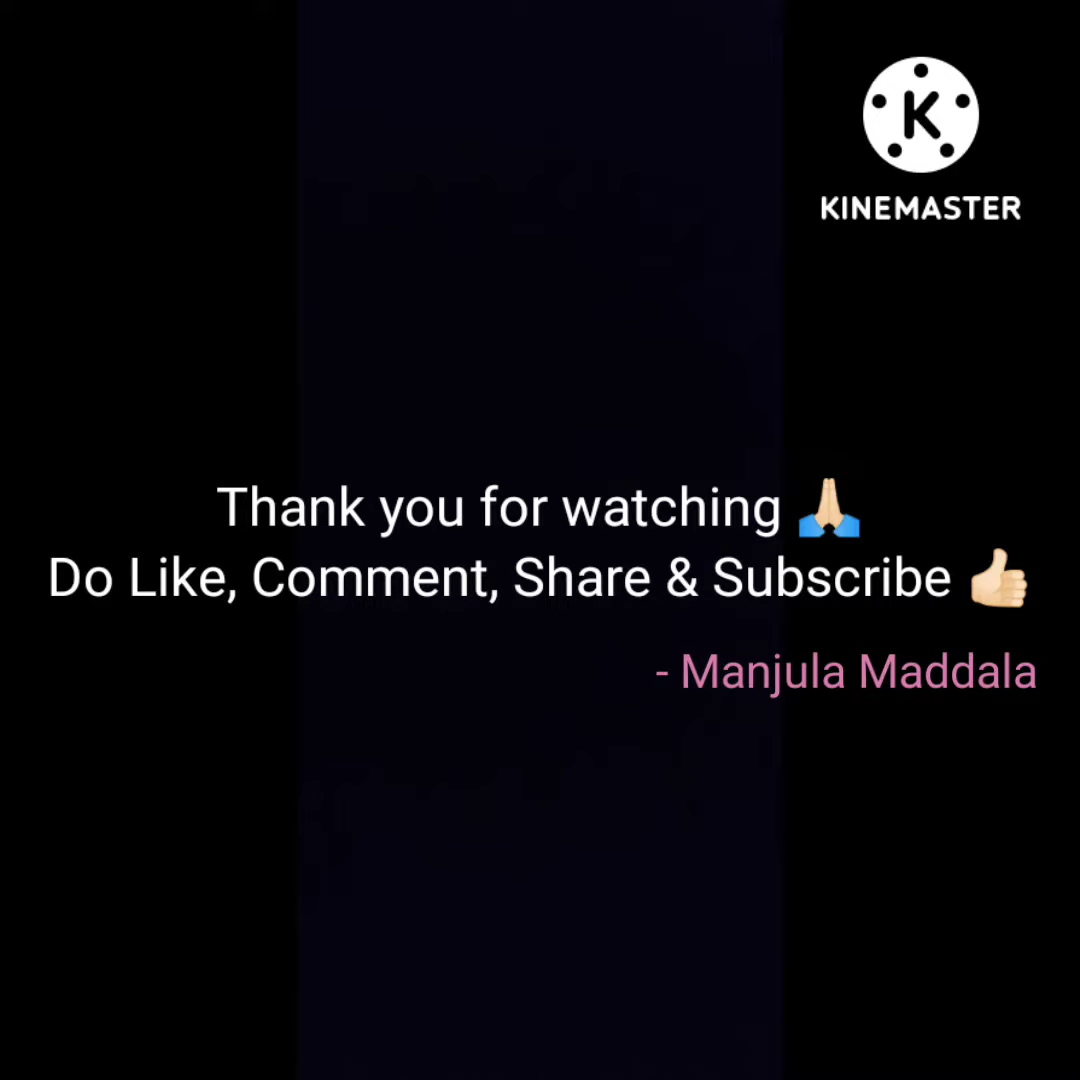 KINEMASTER
Thank you for watching 🙏🏻
Do Like, Comment, Share & Subscribe 👍🏻
- Manjula Maddala